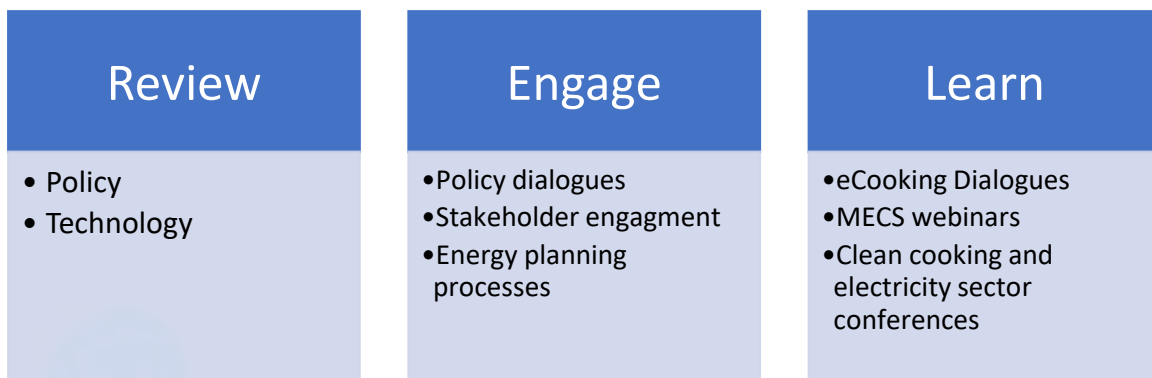 Review
• Policy
• Technology
Engage
•Policy dialogues
•Stakeholder engagment
•Energy planning
processes
Learn
•eCooking Dialogues
•MECS webinars
•Clean cooking and
electricity sector
conferences